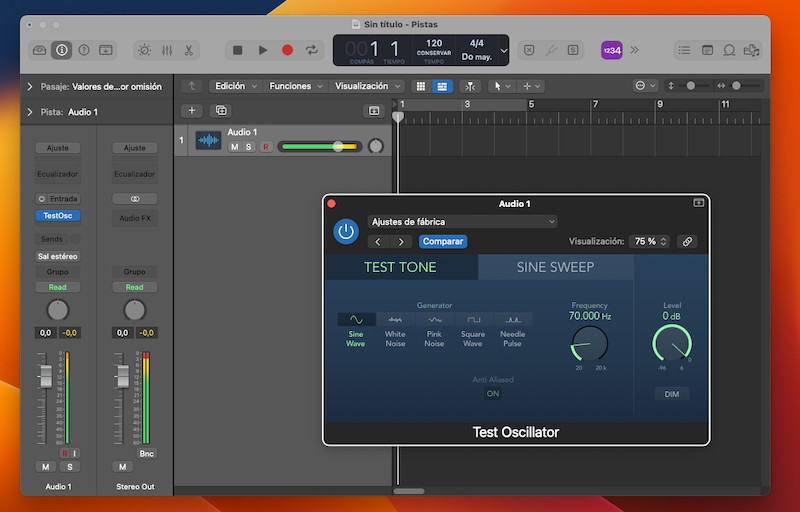 Sin título - Pistas
001 1
COMPÁS TIEMPO
120
CONSERVAR
TEMPO
4/4
Do may.
1234
Pasaje: Valores de...or omisión
Pista: Audio 1
Edición Funciones Visualización
1 3 5 7 9 11
1
Audio 1
M S R
Ajuste
Ecualizador
Entrada
TestOsc
Sends
Sal estéreo
Grupo
Read
0,0 -0,0
R I
M S
Audio 1
Ajuste
Ecualizador
Audio FX
Grupo
Read
0,0 -0,0
Bnc
M
Stereo Out
Audio 1
Ajustes de fábrica
Comparar
Visualización: 75 %
TEST TONE
SINE SWEEP
Generator
Sine
Wave
White
Noise
Pink
Noise
Square
Wave
Needle
Pulse
Anti Aliased
ON
Frequency
70.000 Hz
20 20 k
Level
0 dB
0
-96 6
DIM
Test Oscillator